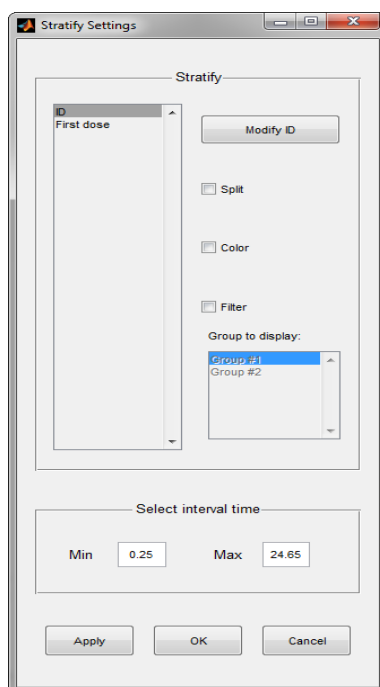 Stratify Settings
Stratify
ID
First dose
Modify ID
Split
Color
Filter
Group to display:
Group #1
Group #2
Select interval time
Min 0.25 Max 24.65
Apply OK Cancel